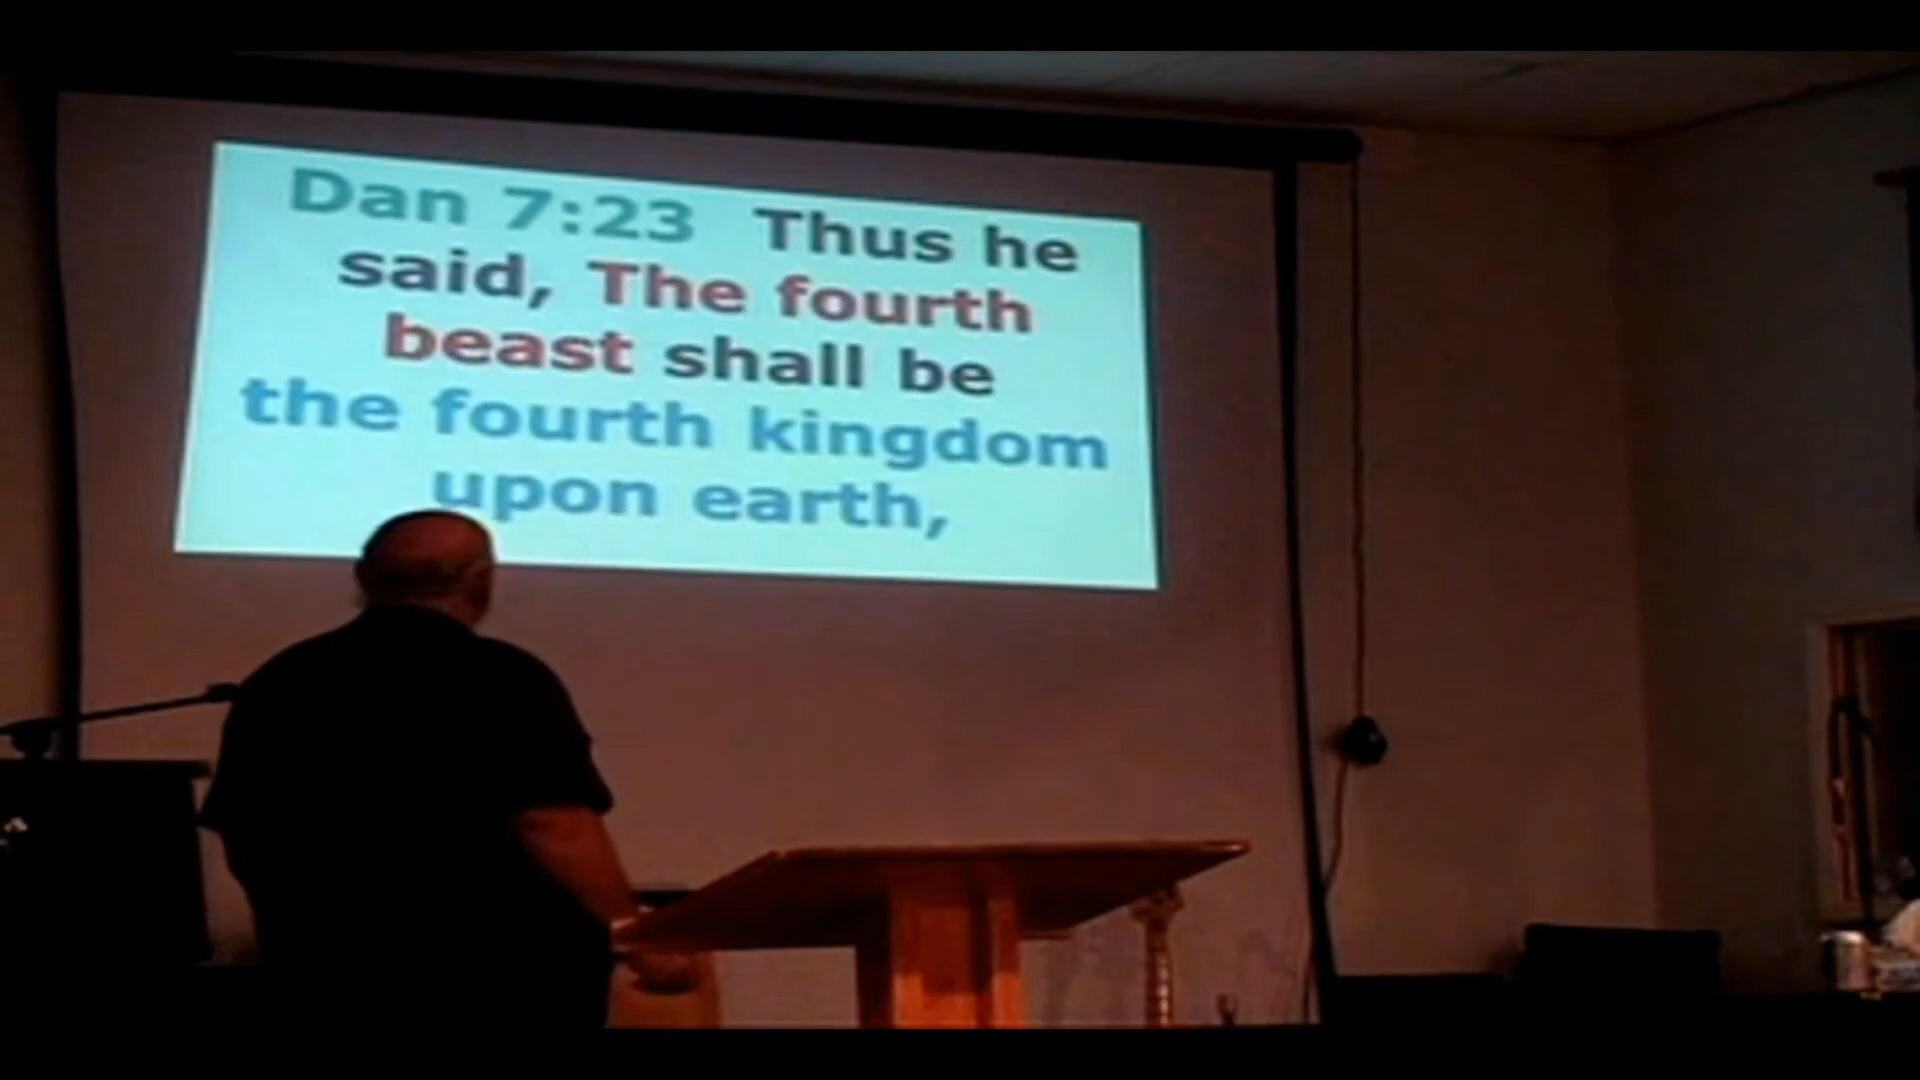 Dan 7:23 Thus he
said, The fourth
beast shall be
the fourth kingdom
upon earth,